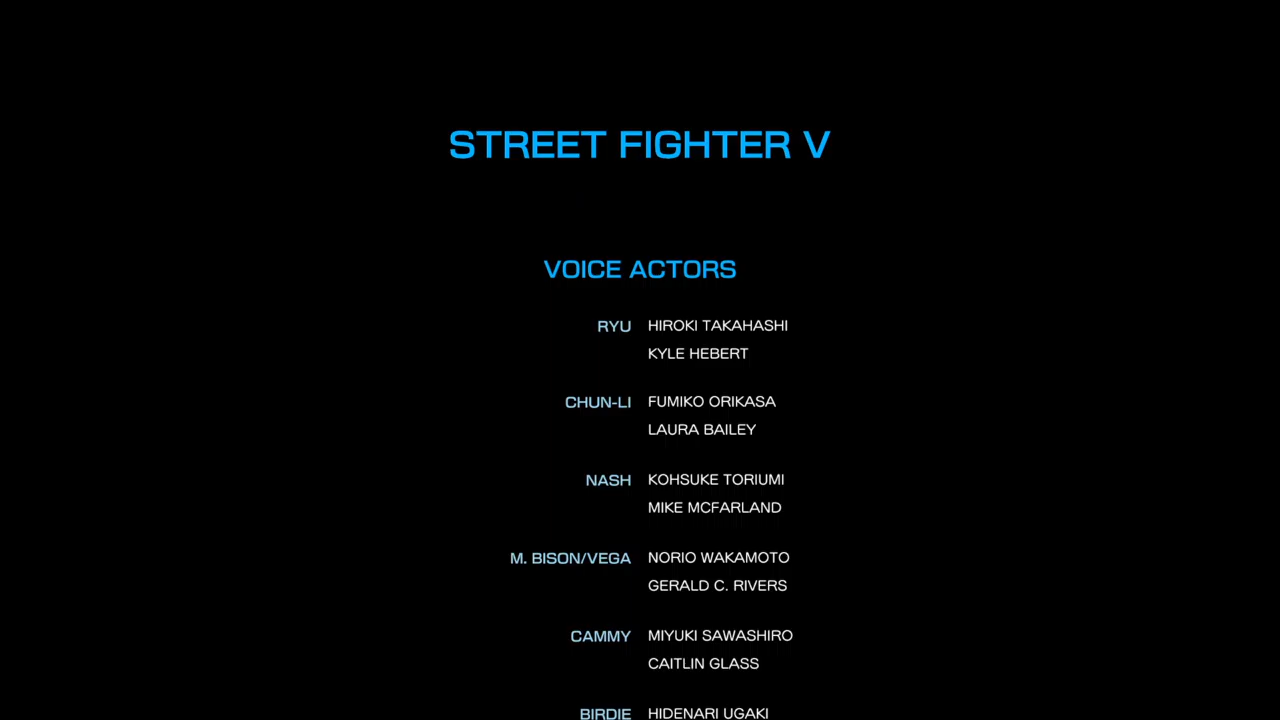 STREET FIGHTER V
VOICE ACTORS
RYU HIROKI TAKAHASHI
KYLE HEBERT
CHUN-LI FUMIKO ORIKASA
LAURA BAILEY
NASH KOHSUKE TORIUMI
MIKE MCFARLAND
M. BISON/VEGA NORIO WAKAMOTO
GERALD C. RIVERS
CAMMY MIYUKI SAWASHIRO
CAITLIN GLASS
BIRDIE HIDENARI UGAKI